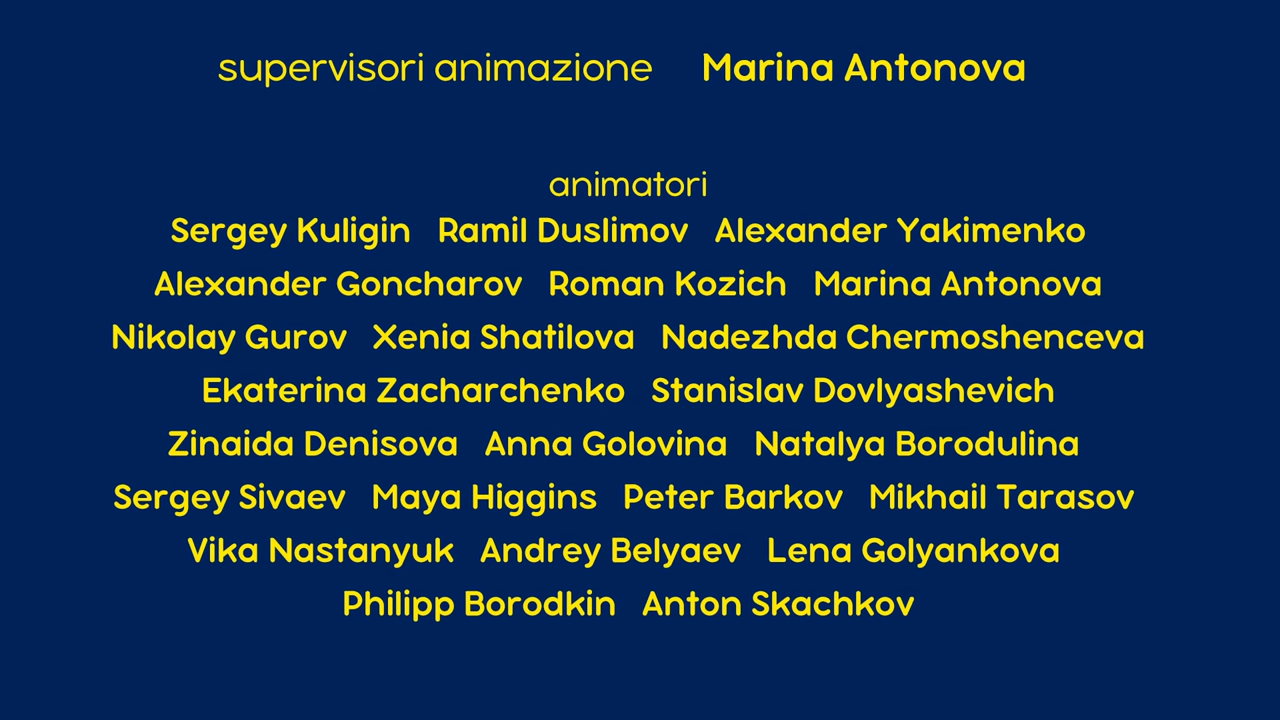 supervisori animazione Marina Antonova
animatori
Sergey Kuligin Ramil Duslimov Alexander Yakimenko
Alexander Goncharov Roman Kozich Marina Antonova
Nikolay Gurov Xenia Shatilova Nadezhda Chermoshenceva
Ekaterina Zacharchenko Stanislav Dovlyashevich
Zinaida Denisova Anna Golovina Natalya Borodulina
Sergey Sivaev Maya Higgins Peter Barkov Mikhail Tarasov
Vika Nastanyuk Andrey Belyaev Lena Golyankova
Philipp Borodkin Anton Skachkov